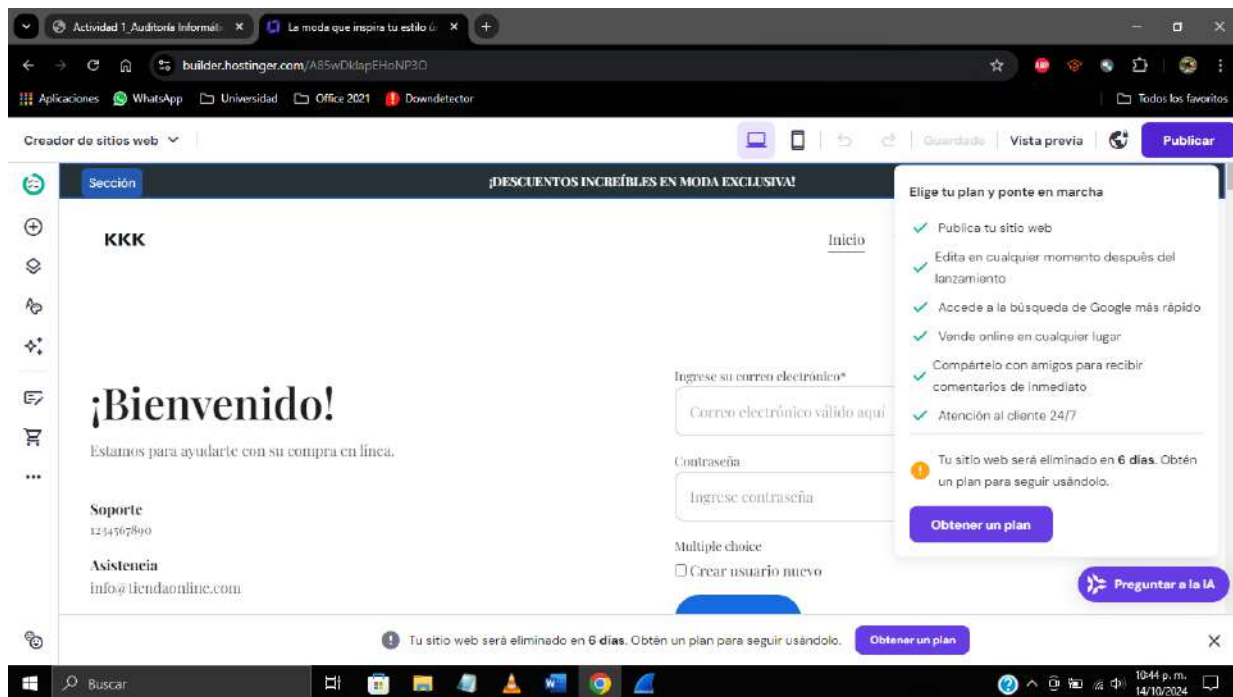 Actividad 1_Auditoría Informáti
La moda que inspira tu estilo ú
builder.hostinger.com/A85wDklapEHoNP3O
Aplicaciones
WhatsApp
Universidad
Office 2021
Downdetector
Todos los favoritos
Creador de sitios web
Guardado
Vista previa
Publicar
Sección
¡DESCUENTOS INCREÍBLES EN MODA EXCLUSIVA!
KKK
Inicio
Elige tu plan y ponte en marcha
Publica tu sitio web
Edita en cualquier momento después del
lanzamiento
Accede a la búsqueda de Google más rápido
Vende online en cualquier lugar
Compártelo con amigos para recibir
comentarios de inmediato
Atención al cliente 24/7
Tu sitio web será eliminado en 6 días. Obtén
un plan para seguir usándolo.
Obtener un plan
¡Bienvenido!
Estamos para ayudarte con su compra en línea.
Soporte
1234567890
Asistencia
info@tiendaonline.com
Ingrese su correo electrónico*
Correo electrónico válido aquí
Contraseña
Ingrese contraseña
Multiple choice
Crear usuario nuevo
Preguntar a la IA
Tu sitio web será eliminado en 6 días. Obtén un plan para seguir usándolo.
Obtener un plan
Buscar
10:44 p. m.
14/10/2024